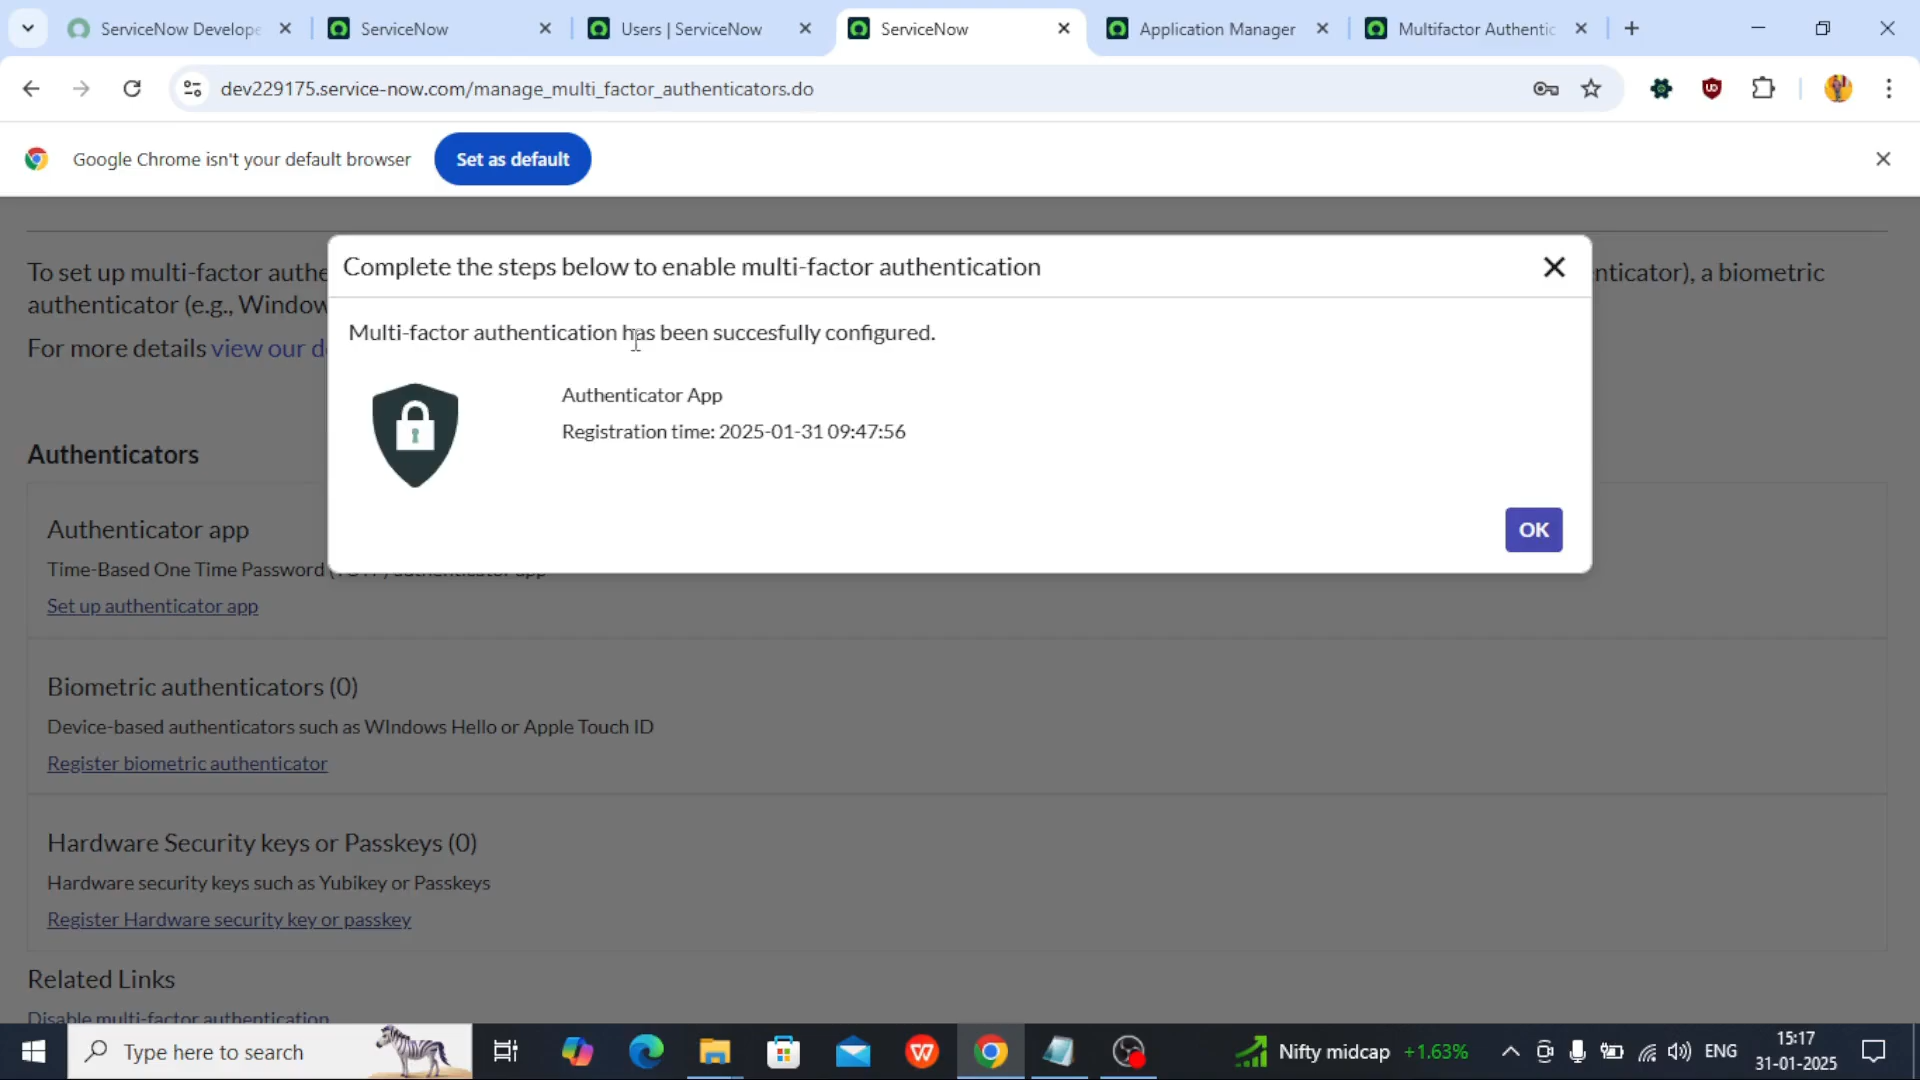 ServiceNow Develope
ServiceNow
Users | ServiceNow
ServiceNow
Application Manager
Multifactor Authentic
dev229175.service-now.com/manage_multi_factor_authenticators.do
Google Chrome isn't your default browser
Set as default
To set up multi-factor authe
nticator), a biometric
authenticator (e.g., Window
For more details view our d
Complete the steps below to enable multi-factor authentication
Multi-factor authentication has been succesfully configured.
Authenticator App
Registration time: 2025-01-31 09:47:56
OK
Authenticators
Authenticator app
Time-Based One Time Password (TOTP) authenticator app
Set up authenticator app
Biometric authenticators (0)
Device-based authenticators such as WIndows Hello or Apple Touch ID
Register biometric authenticator
Hardware Security keys or Passkeys (0)
Hardware security keys such as Yubikey or Passkeys
Register Hardware security key or passkey
Related Links
Disable multi-factor authentication
Type here to search
Nifty midcap +1.63%
ENG
15:17
31-01-2025